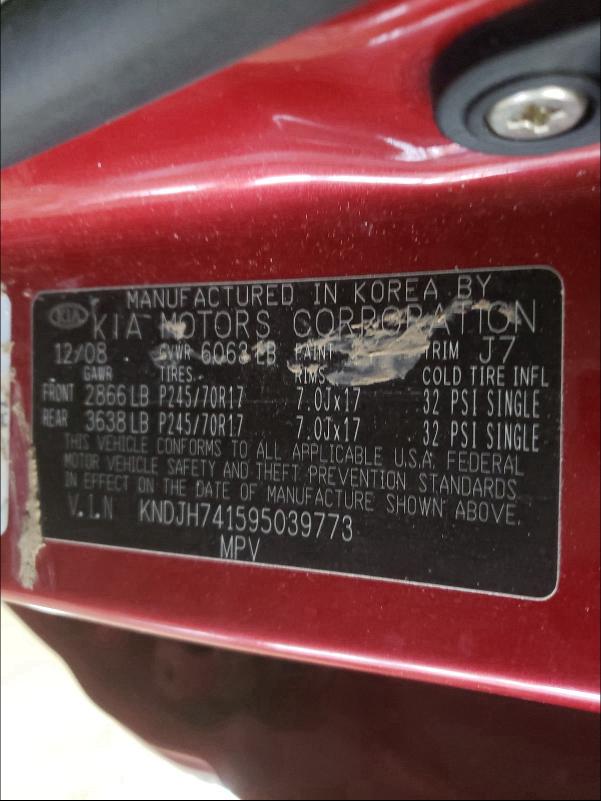 MANUFACTURED IN KOREA BY
KIA KIA MOTORS CORPORATION
12/08 GVWR 6063 LB PAINT TRIM J7
GAWR TIRES RIMS COLD TIRE INFL
FRONT 2866 LB P245/70R17 7.0Jx17 32 PSI SINGLE
REAR 3638 LB P245/70R17 7.0Jx17 32 PSI SINGLE
THIS VEHICLE CONFORMS TO ALL APPLICABLE U.S.A. FEDERAL
MOTOR VEHICLE SAFETY AND THEFT PREVENTION STANDARDS
IN EFFECT ON THE DATE OF MANUFACTURE SHOWN ABOVE.
V.I.N KNDJH741595039773
MPV